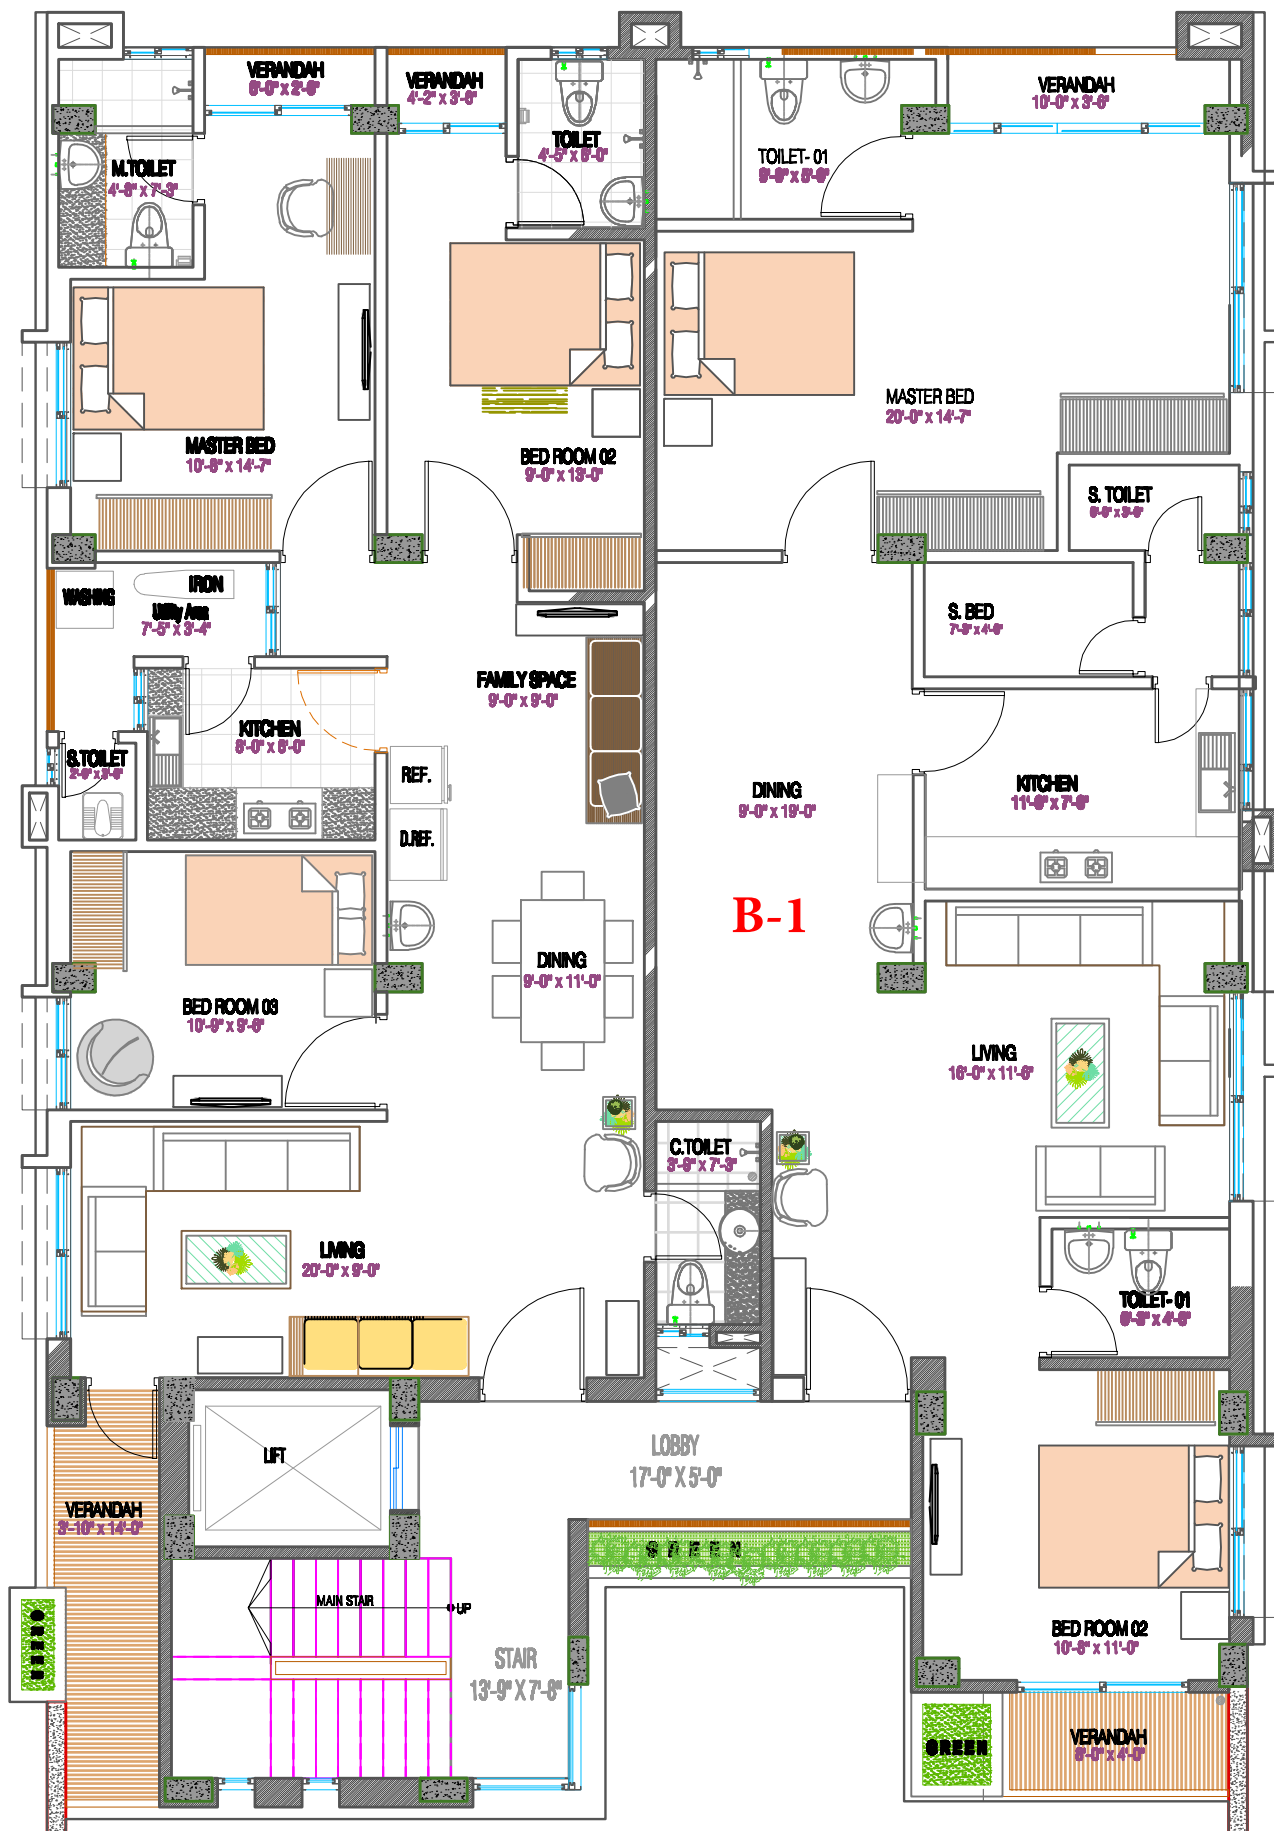 VERANDAH
6'-0" x 2'-6"
VERANDAH
4'-2" x 3'-6"
VERANDAH
10'-0" x 3'-6"
M.TOILET
4'-6" x 7'-3"
TOILET
4'-5" x 6'-0"
TOILET- 01
9'-9" x 5'-6"
MASTER BED
10'-6" x 14'-7"
BED ROOM 02
9'-0" x 13'-0"
MASTER BED
20'-0" x 14'-7"
S. TOILET
WASHING
IRON
Utility Area
7'-5" x 3'-4"
S. BED
FAMILY SPACE
9'-0" x 9'-0"
KITCHEN
8'-0" x 8'-0"
S.TOILET
REF.
D.REF.
DINING
9'-0" x 19'-0"
KITCHEN
B-1
DINING
9'-0" x 11'-0"
BED ROOM 03
10'-9" x 9'-6"
LIVING
16'-0" x 11'-6"
C.TOILET
3'-9" x 7'-3"
LIVING
20'-0" x 9'-0"
TOILET- 01
LOBBY
17'-0" X 5'-0"
LIFT
VERANDAH
3'-10" x 14'-0"
GREEN
MAIN STAIR
UP
STAIR
13'-9" X 7'-6"
GREEN
BED ROOM 02
10'-6" x 11'-0"
GREEN
VERANDAH
8'-0" x 4'-0"